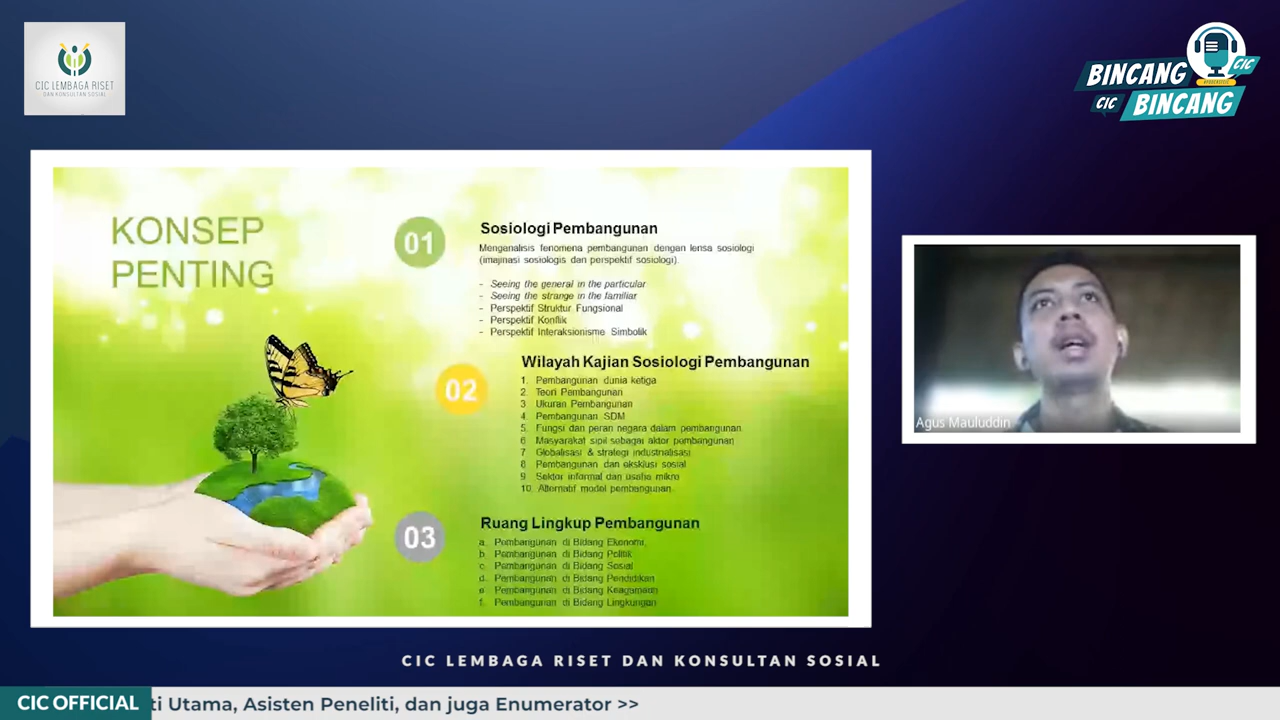 CIC LEMBAGA RISET
DAN KONSULTAN SOSIAL
BINCANG
CIC
CIC
BINCANG
KONSEP
PENTING
01
Sosiologi Pembangunan
Menganalisis fenomena pembangunan dengan lensa sosiologi
(imajinasi sosiologis dan perspektif sosiologi).
- Seeing the general in the particular
- Seeing the strange in the familiar
- Perspektif Struktur Fungsional
- Perspektif Konflik
- Perspektif Interaksionisme Simbolik
02
Wilayah Kajian Sosiologi Pembangunan
1. Pembangunan dunia ketiga
2. Teori Pembangunan
3. Ukuran Pembangunan
4. Pembangunan SDM
5. Fungsi dan peran negara dalam pembangunan
6. Masyarakat sipil sebagai aktor pembangunan
7. Globalisasi & strategi industrialisasi
8. Pembangunan dan eksklusi sosial
9. Sektor informal dan usaha mikro
10. Alternatif model pembangunan.
03
Ruang Lingkup Pembangunan
a. Pembangunan di Bidang Ekonomi,
b. Pembangunan di Bidang Politik
c. Pembangunan di Bidang Sosial
d. Pembangunan di Bidang Pendidikan
e. Pembangunan di Bidang Keagamaan
f. Pembangunan di Bidang Lingkungan
Agus Mauluddin
CIC LEMBAGA RISET DAN KONSULTAN SOSIAL
CIC OFFICIAL
ti Utama, Asisten Peneliti, dan juga Enumerator >>